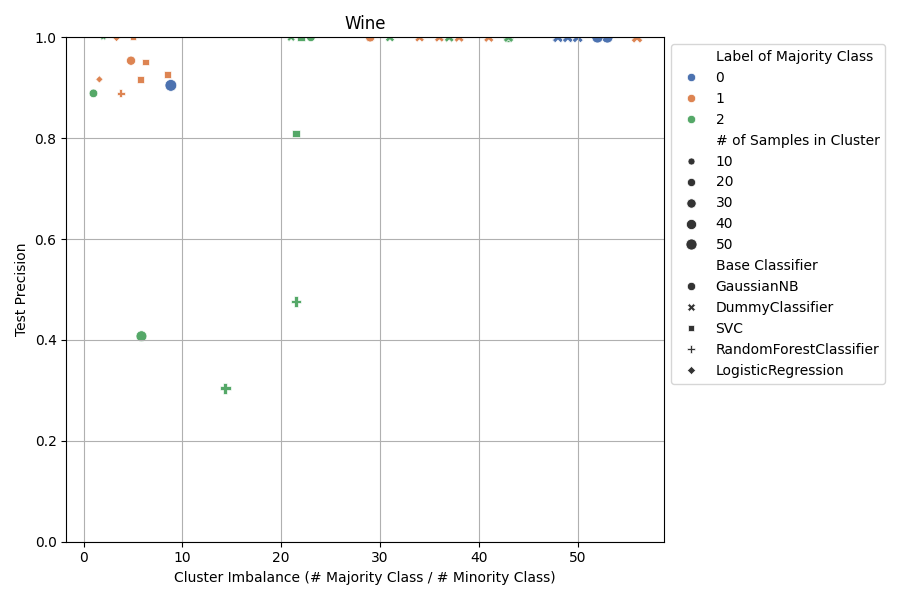 Wine
1.0
0.8
0.6
0.4
0.2
0.0
Test Precision
0 10 20 30 40 50
Cluster Imbalance (# Majority Class / # Minority Class)
Label of Majority Class
0
1
2
# of Samples in Cluster
10
20
30
40
50
Base Classifier
GaussianNB
DummyClassifier
SVC
RandomForestClassifier
LogisticRegression